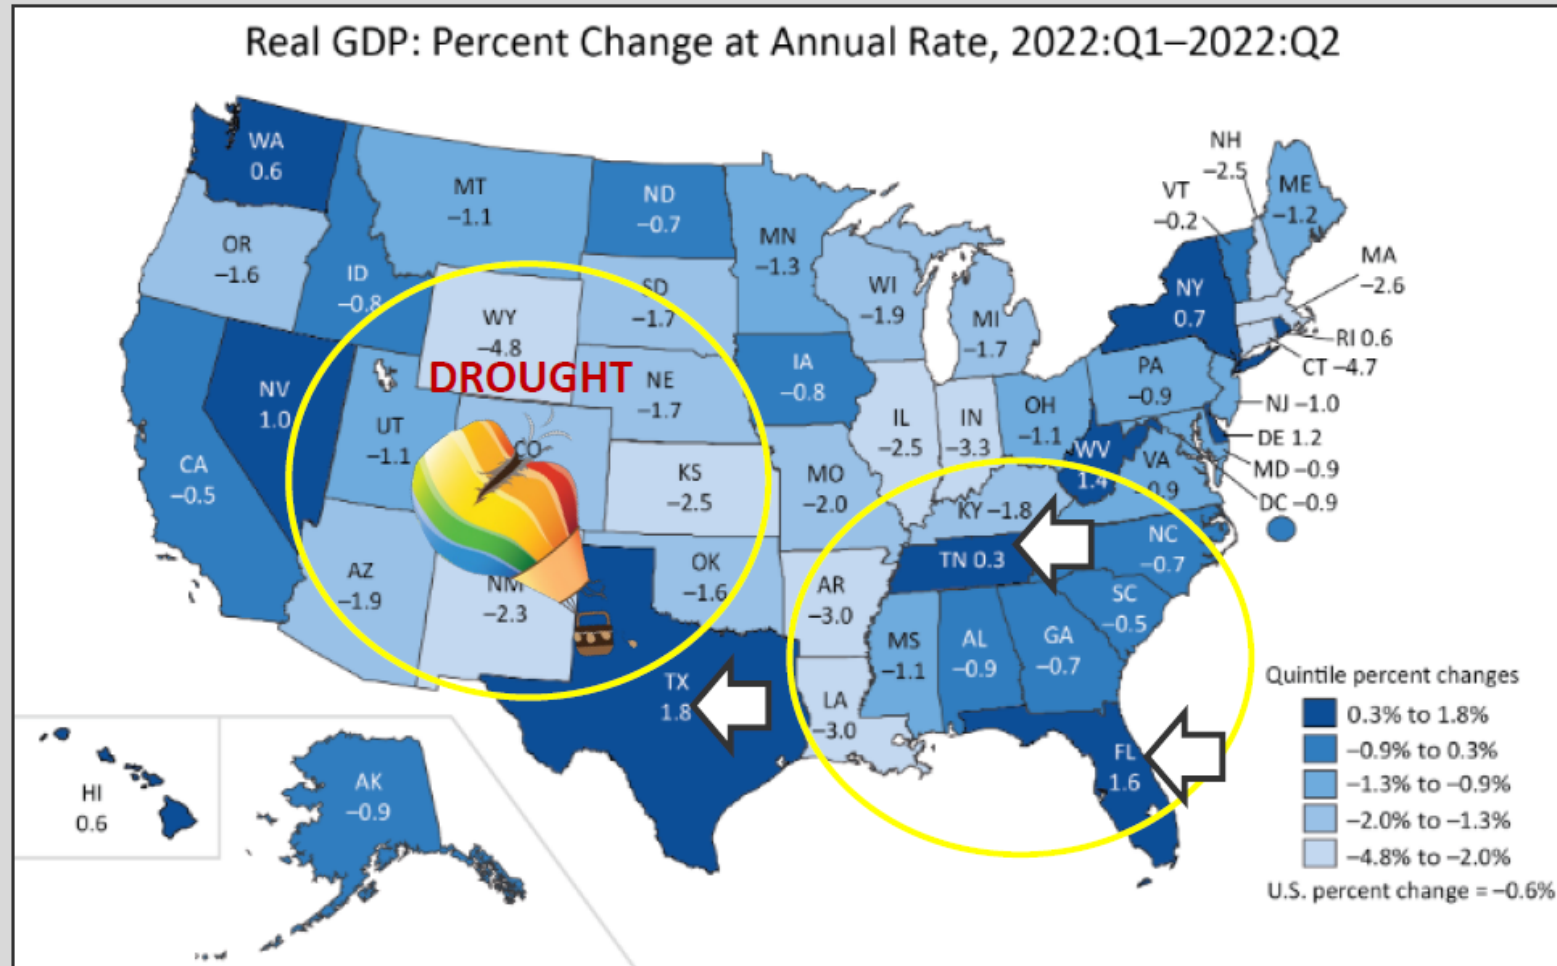 Real GDP: Percent Change at Annual Rate, 2022:Q1–2022:Q2
WA
0.6
OR
–1.6
CA
–0.5
NV
1.0
ID
–0.8
MT
–1.1
WY
–4.8
DROUGHT
UT
–1.1
CO
AZ
–1.9
NM
–2.3
ND
–0.7
SD
–1.7
NE
–1.7
KS
–2.5
OK
–1.6
TX
1.8
MN
–1.3
IA
–0.8
MO
–2.0
AR
–3.0
LA
–3.0
WI
–1.9
IL
–2.5
IN
–3.3
MI
–1.7
OH
–1.1
KY –1.8
TN 0.3
MS
–1.1
AL
–0.9
GA
–0.7
FL
1.6
SC
–0.5
NC
–0.7
VA
–0.9
WV
1.4
PA
–0.9
NY
0.7
VT
–0.2
NH
–2.5
ME
–1.2
MA
–2.6
RI 0.6
CT –4.7
NJ –1.0
DE 1.2
MD –0.9
DC –0.9
HI
0.6
AK
–0.9
Quintile percent changes
0.3% to 1.8%
–0.9% to 0.3%
–1.3% to –0.9%
–2.0% to –1.3%
–4.8% to –2.0%
U.S. percent change = –0.6%